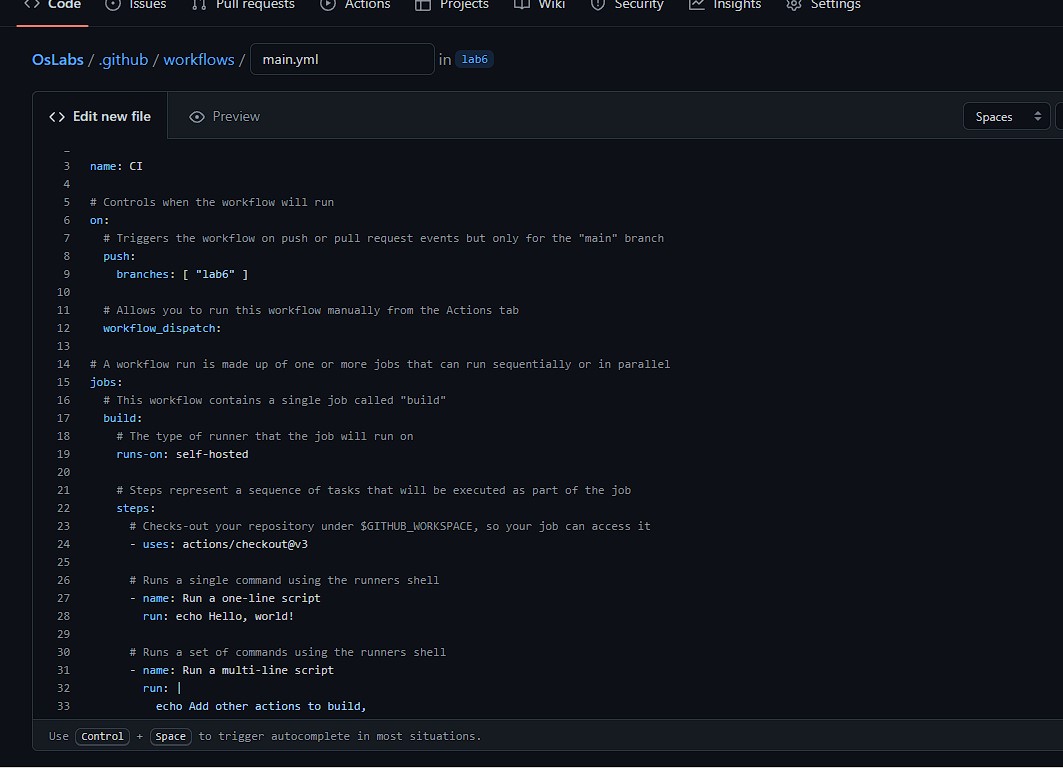 Code Issues Pull requests Actions Projects Wiki Security Insights Settings
OsLabs / .github / workflows / main.yml in lab6
Edit new file Preview Spaces
3 name: CI
4
5 # Controls when the workflow will run
6 on:
7 # Triggers the workflow on push or pull request events but only for the "main" branch
8 push:
9 branches: [ "lab6" ]
10
11 # Allows you to run this workflow manually from the Actions tab
12 workflow_dispatch:
13
14 # A workflow run is made up of one or more jobs that can run sequentially or in parallel
15 jobs:
16 # This workflow contains a single job called "build"
17 build:
18 # The type of runner that the job will run on
19 runs-on: self-hosted
20
21 # Steps represent a sequence of tasks that will be executed as part of the job
22 steps:
23 # Checks-out your repository under $GITHUB_WORKSPACE, so your job can access it
24 - uses: actions/checkout@v3
25
26 # Runs a single command using the runners shell
27 - name: Run a one-line script
28 run: echo Hello, world!
29
30 # Runs a set of commands using the runners shell
31 - name: Run a multi-line script
32 run: |
33 echo Add other actions to build,
Use Control + Space to trigger autocomplete in most situations.